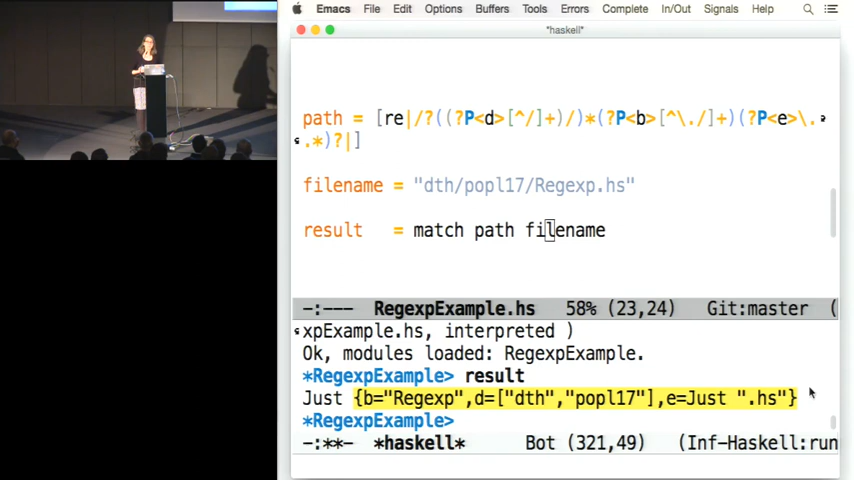 Emacs File Edit Options Buffers Tools Errors Complete In/Out Signals Help
*haskell*
path = [re|/?((?P<d>[^/]+)/)*(?P<b>[^\./]+)(?P<e>\.
.*)?|]
filename = "dth/popl17/Regexp.hs"
result = match path filename
-:--- RegexpExample.hs 58% (23,24) Git:master (
xpExample.hs, interpreted )
Ok, modules loaded: RegexpExample.
*RegexpExample> result
Just {b="Regexp",d=["dth","popl17"],e=Just ".hs"}
*RegexpExample>
-:**- *haskell* Bot (321,49) (Inf-Haskell:run